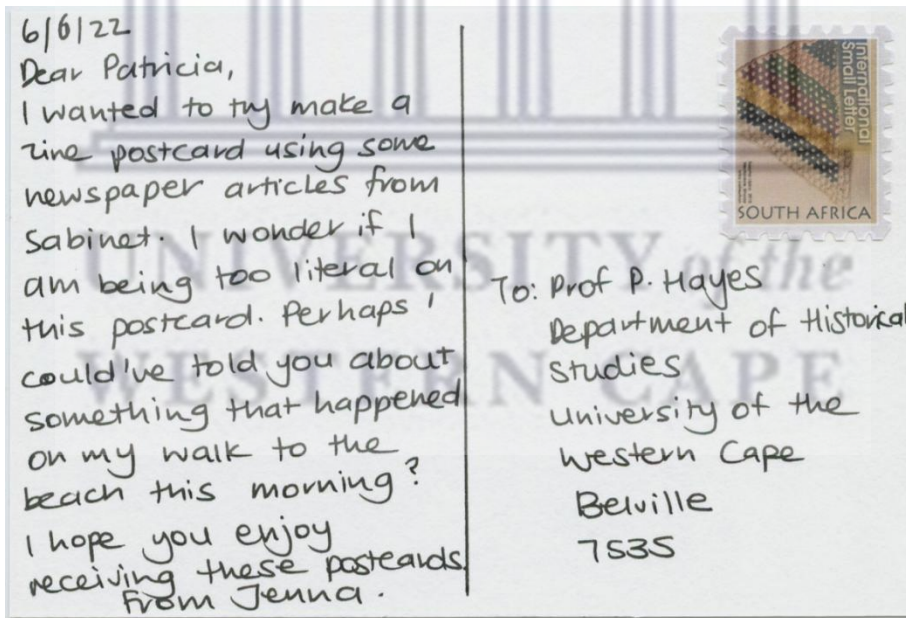 6/6/22
Dear Patricia,
I wanted to try make a
zine postcard using some
newspaper articles from
Sabinet. I wonder if I
am being too literal on
this postcard. Perhaps I
could've told you about
something that happened
on my walk to the
beach this morning?
I hope you enjoy
receiving these postcards.
From Jenna.
International
Small Letter
SOUTH AFRICA
To: Prof P. Hayes
Department of Historical
Studies
University of the
Western Cape
Belville
7535
UNIVERSITY of the
WESTERN CAPE